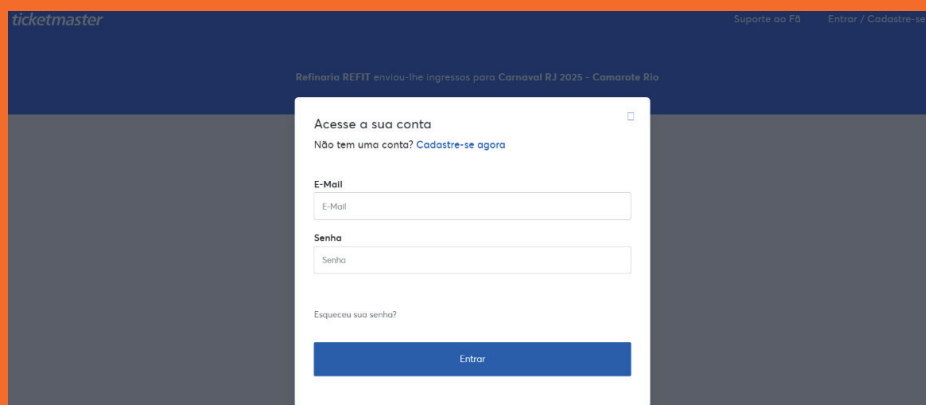 ticketmaster
Suporte ao Fã Entrar / Cadastre-se
Refinaria REFIT enviou-lhe ingressos para Carnaval RJ 2025 - Camarote Rio
Acesse a sua conta
Não tem uma conta? Cadastre-se agora
E-Mail
E-Mail
Senha
Senha
Esqueceu sua senha?
Entrar